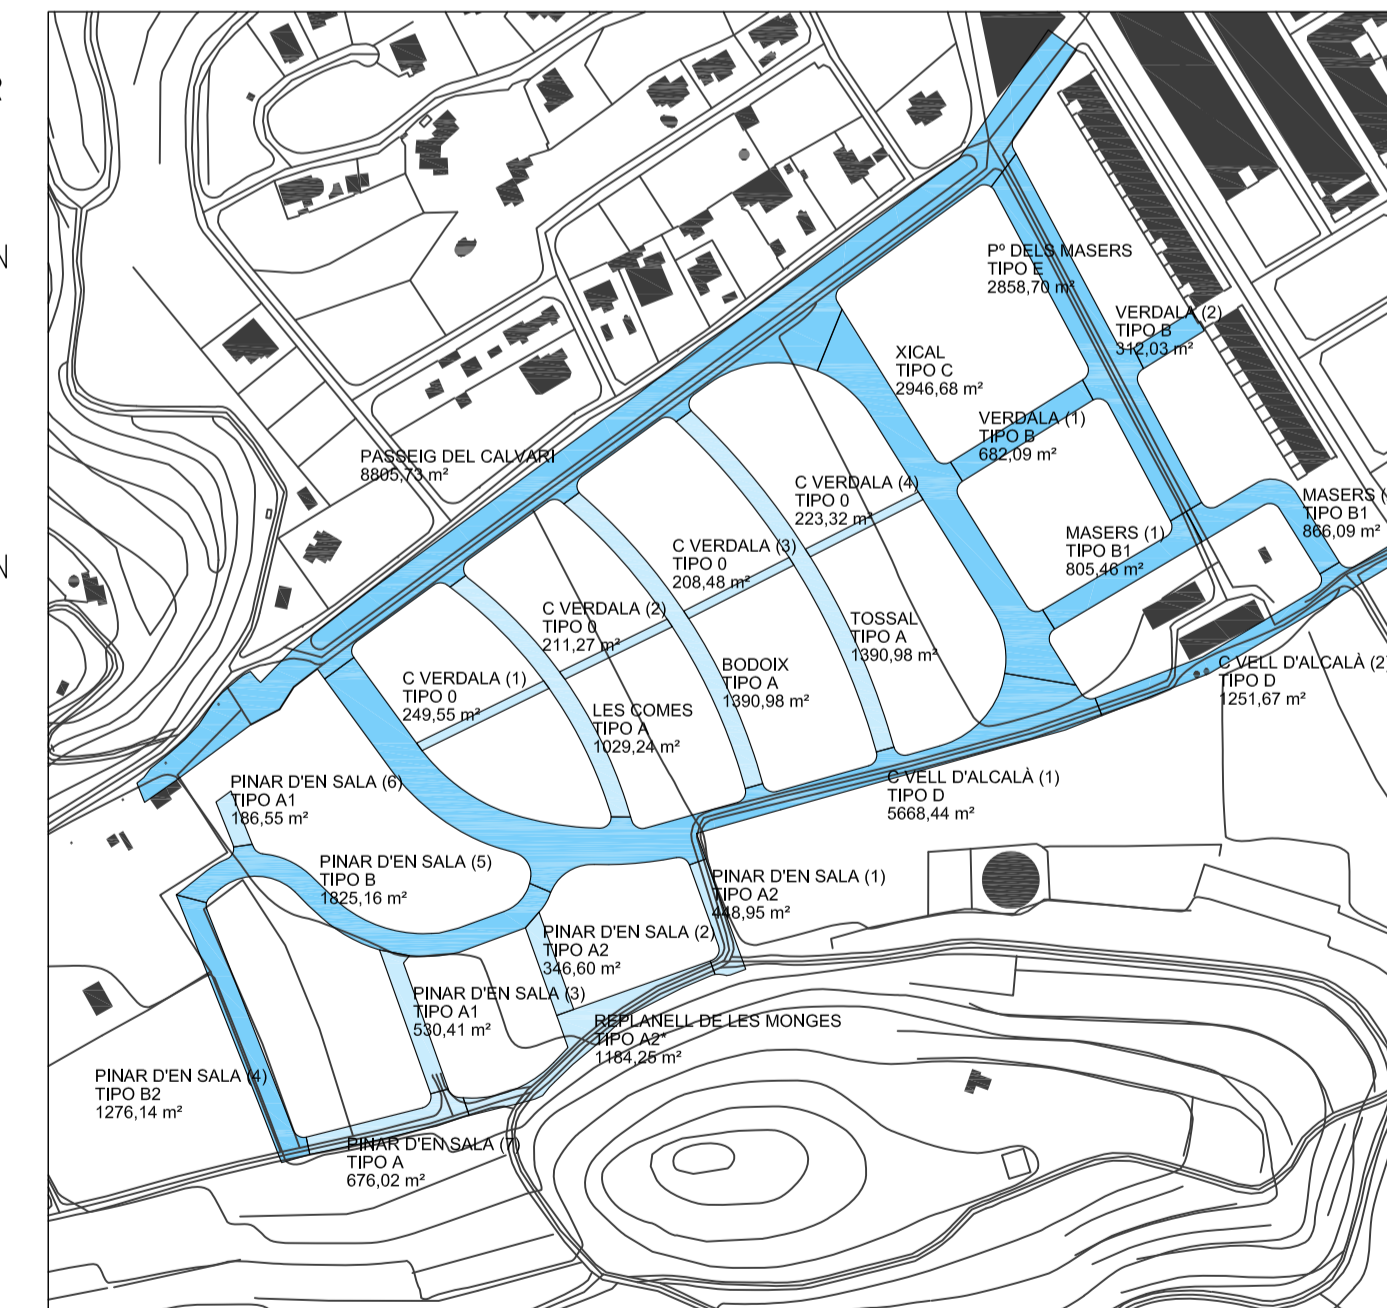 R
N
N
Pº DELS MASERS
TIPO E
2858,70 m²
VERDALA (2)
TIPO B
312,03 m²
XICAL
TIPO C
2946,68 m²
VERDALA (1)
TIPO B
682,09 m²
PASSEIG DEL CALVARI
8805,73 m²
C VERDALA (4)
TIPO 0
223,32 m²
MASERS (
TIPO B1
866,09 m²
MASERS (1)
TIPO B1
805,46 m²
C VERDALA (3)
TIPO 0
208,48 m²
C VERDALA (2)
TIPO 0
211,27 m²
TOSSAL
TIPO A
1390,98 m²
BODOIX
TIPO A
1390,98 m²
C VELL D'ALCALÀ (2)
TIPO D
1251,67 m²
C VERDALA (1)
TIPO 0
249,55 m²
LES COMES
TIPO A
1029,24 m²
C VELL D'ALCALÀ (1)
TIPO D
5668,44 m²
PINAR D'EN SALA (6)
TIPO A1
186,55 m²
PINAR D'EN SALA (5)
TIPO B
1825,16 m²
PINAR D'EN SALA (1)
TIPO A2
448,95 m²
PINAR D'EN SALA (2)
TIPO A2
346,60 m²
PINAR D'EN SALA (3)
TIPO A1
530,41 m²
REPLANELL DE LES MONGES
TIPO A2*
1184,25 m²
PINAR D'EN SALA (4)
TIPO B2
1276,14 m²
PINAR D'EN SALA (7)
TIPO A
676,02 m²